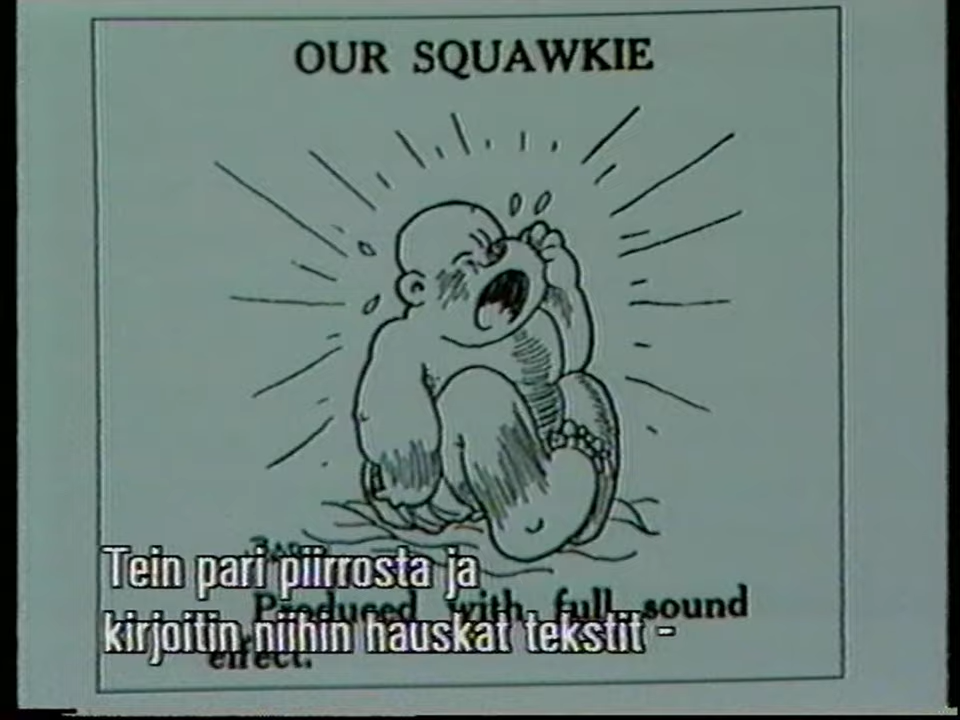 OUR SQUAWKIE
Tein pari piirrosta ja
Produced with full sound
kirjoitin niihin hauskat tekstit -
effect.